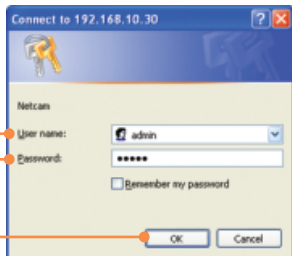 Connect to 192.168.10.30
Netcam
User name: admin
Password: •••••
Remember my password
OK Cancel